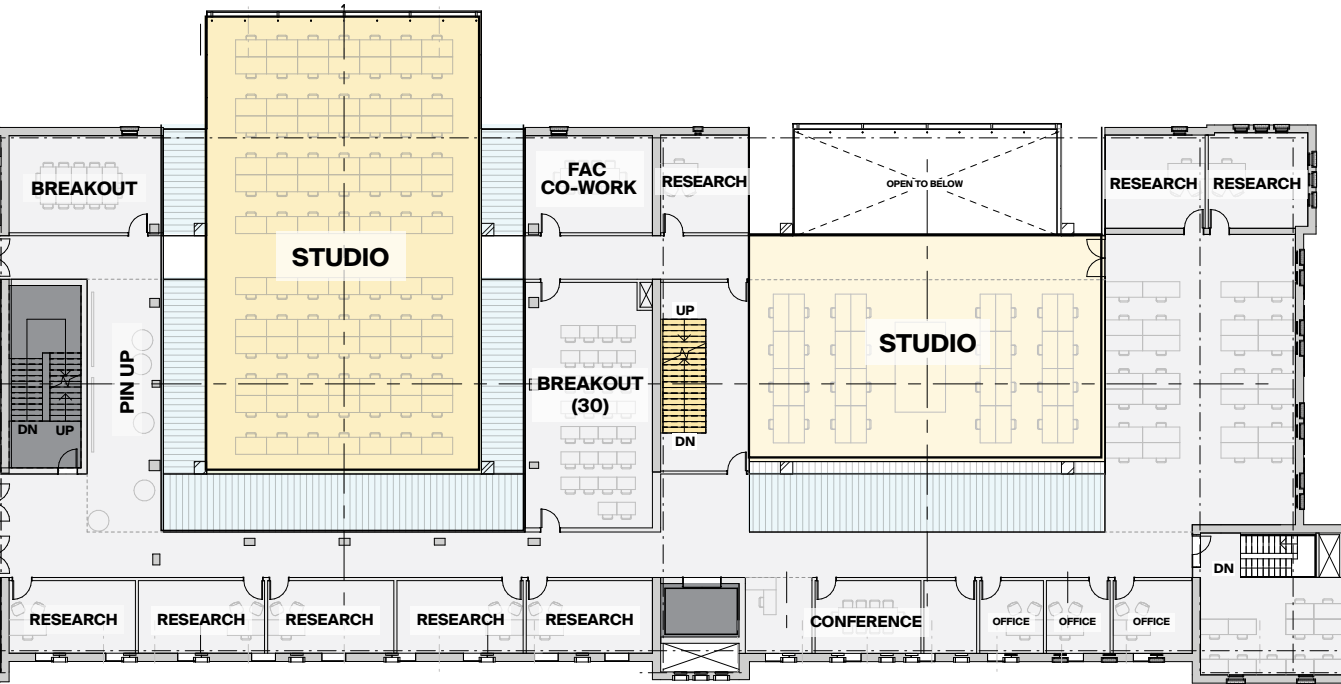 FAC
CO-WORK
BREAKOUT
RESEARCH
RESEARCH
RESEARCH
OPEN TO BELOW
STUDIO
UP
STUDIO
PIN UP
BREAKOUT
(30)
DN
UP
DN
DN
RESEARCH
RESEARCH
RESEARCH
RESEARCH
RESEARCH
CONFERENCE
OFFICE
OFFICE
OFFICE